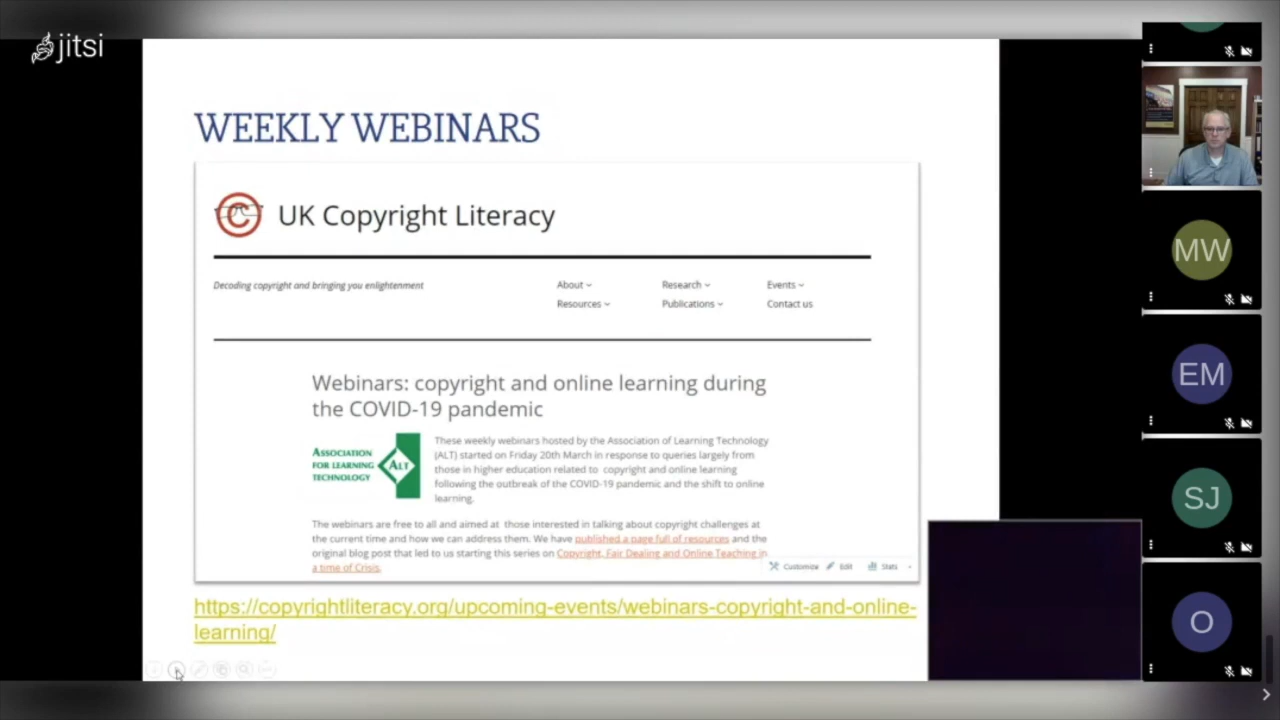 jitsi
WEEKLY WEBINARS
UK Copyright Literacy
Decoding copyright and bringing you enlightenment
About Research Events
Resources Publications Contact us
Webinars: copyright and online learning during
the COVID-19 pandemic
ASSOCIATION
FOR LEARNING
TECHNOLOGY
ALT
These weekly webinars hosted by the Association of Learning Technology
(ALT) started on Friday 20th March in response to queries largely from
those in higher education related to copyright and online learning
following the outbreak of the COVID-19 pandemic and the shift to online
learning.
The webinars are free to all and aimed at those interested in talking about copyright challenges at
the current time and how we can address them. We have published a page full of resources and the
original blog post that led to us starting this series on Copyright, Fair Dealing and Online Teaching in
a time of Crisis.
Customize Edit Stats
https://copyrightliteracy.org/upcoming-events/webinars-copyright-and-online-
learning/
MW
EM
SJ
O